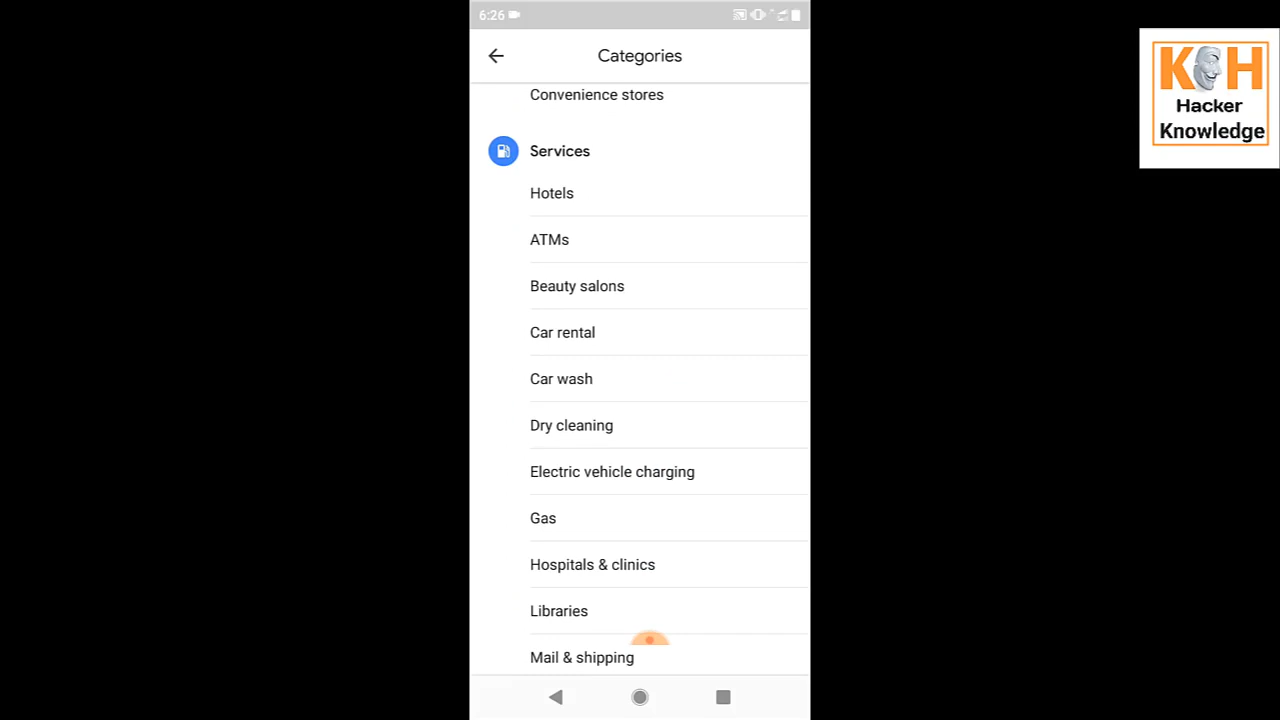 6:26
Categories
Convenience stores
Services
Hotels
ATMs
Beauty salons
Car rental
Car wash
Dry cleaning
Electric vehicle charging
Gas
Hospitals & clinics
Libraries
Mail & shipping
K H
Hacker
Knowledge